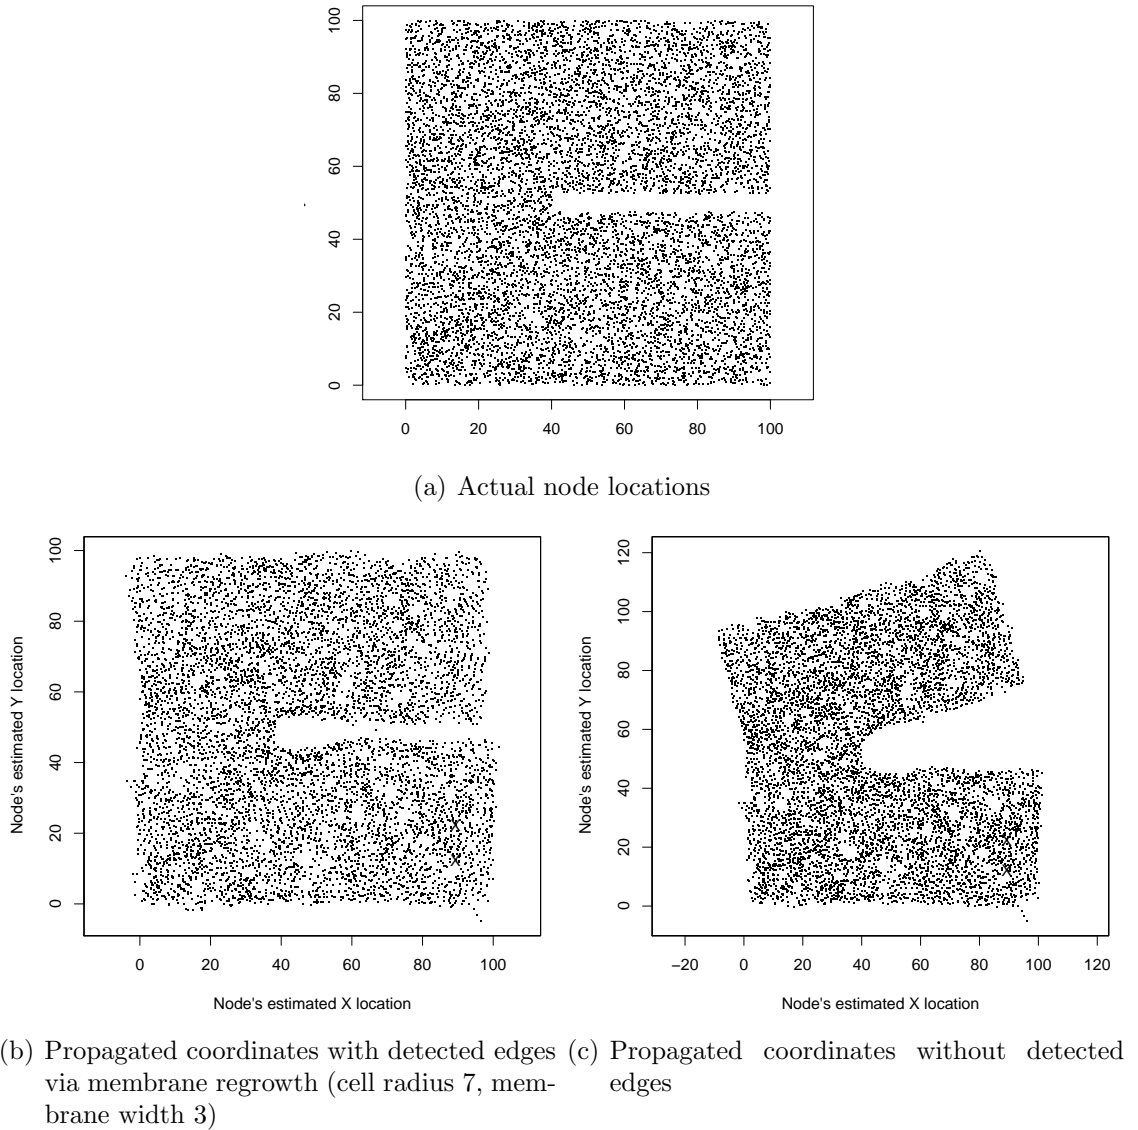 100
80
60
40
20
0
0 20 40 60 80 100
(a) Actual node locations
100
80
60
40
20
0
Node's estimated Y location
0 20 40 60 80 100
Node's estimated X location
120
100
80
60
40
20
0
Node's estimated Y location
−20 0 20 40 60 80 100 120
Node's estimated X location
(b) Propagated coordinates with detected edges
via membrane regrowth (cell radius 7, mem-
brane width 3)
(c) Propagated coordinates without detected
edges